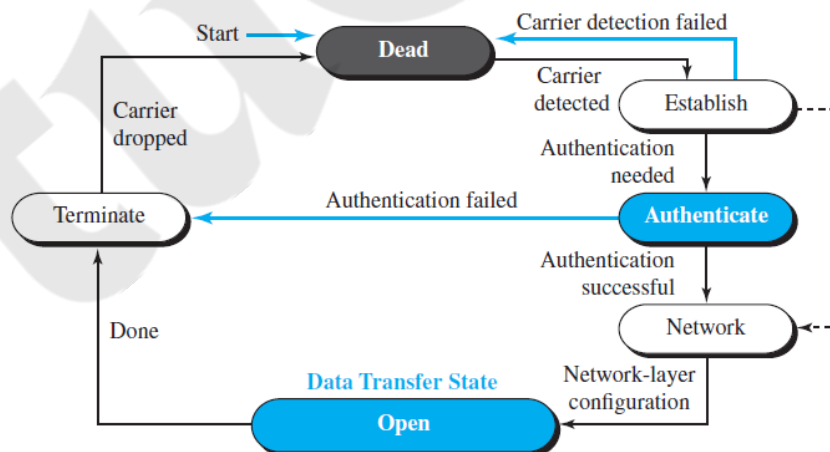 Carrier detection failed
Start
Dead
Carrier
detected
Establish
Carrier
dropped
Authentication
needed
Terminate
Authentication failed
Authenticate
Authentication
successful
Network
Done
Data Transfer State
Network-layer
configuration
Open